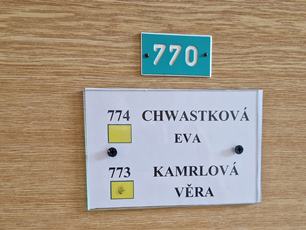 770
774 CHWASTKOVÁ
EVA
773 KAMRLOVÁ
VĚRA